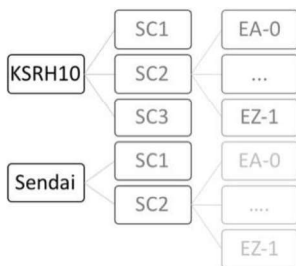 SC1 EA-0
KSRH10 SC2 ...
SC3 EZ-1
SC1 EA-0
Sendai SC2 ....
EZ-1